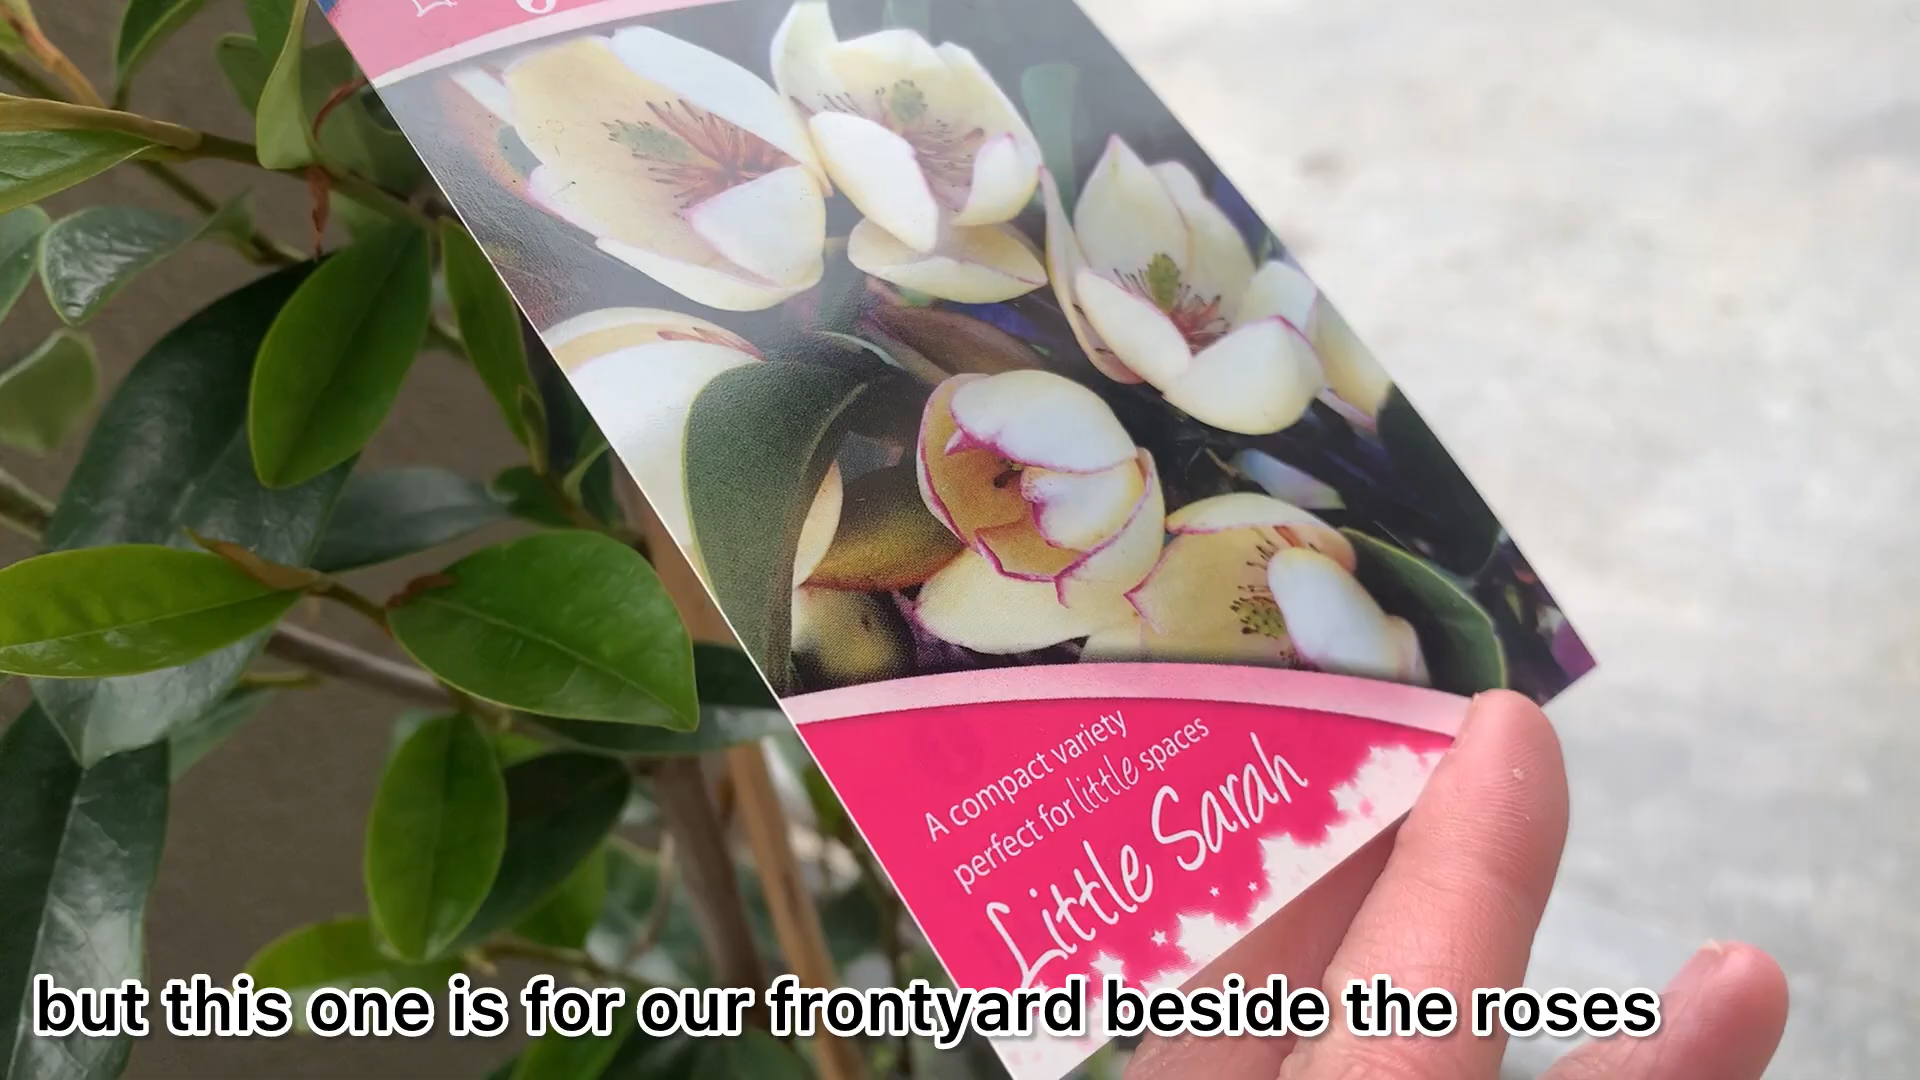 A compact variety
perfect for little spaces
Little Sarah
but this one is for our frontyard beside the roses